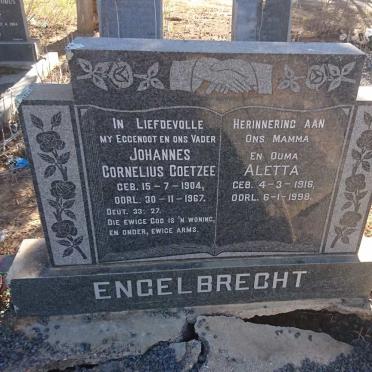 In Liefdevolle
my Eggenoot en ons Vader
Johannes
Cornelius Coetzee
geb. 15-7-1904,
oorl. 30-11-1967.
Deut. 33:27.
Die ewige God is 'n woning,
en onder, ewige arms.
Herinnering aan
Ons Mamma
en Ouma
Aletta
geb. 4-3-1916,
oorl. 6-1-1998.
ENGELBRECHT